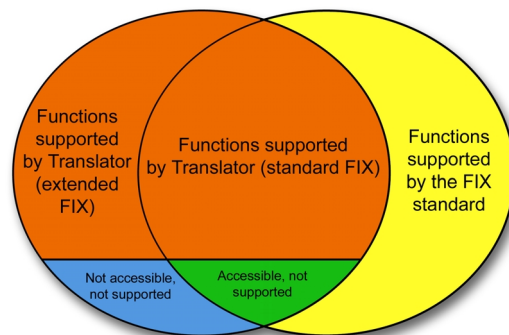 Functions
supported
by Translator
(extended
FIX)
Functions supported
by Translator (standard FIX)
Functions
supported
by the FIX
standard
Not accessible,
not supported
Accessible, not
supported